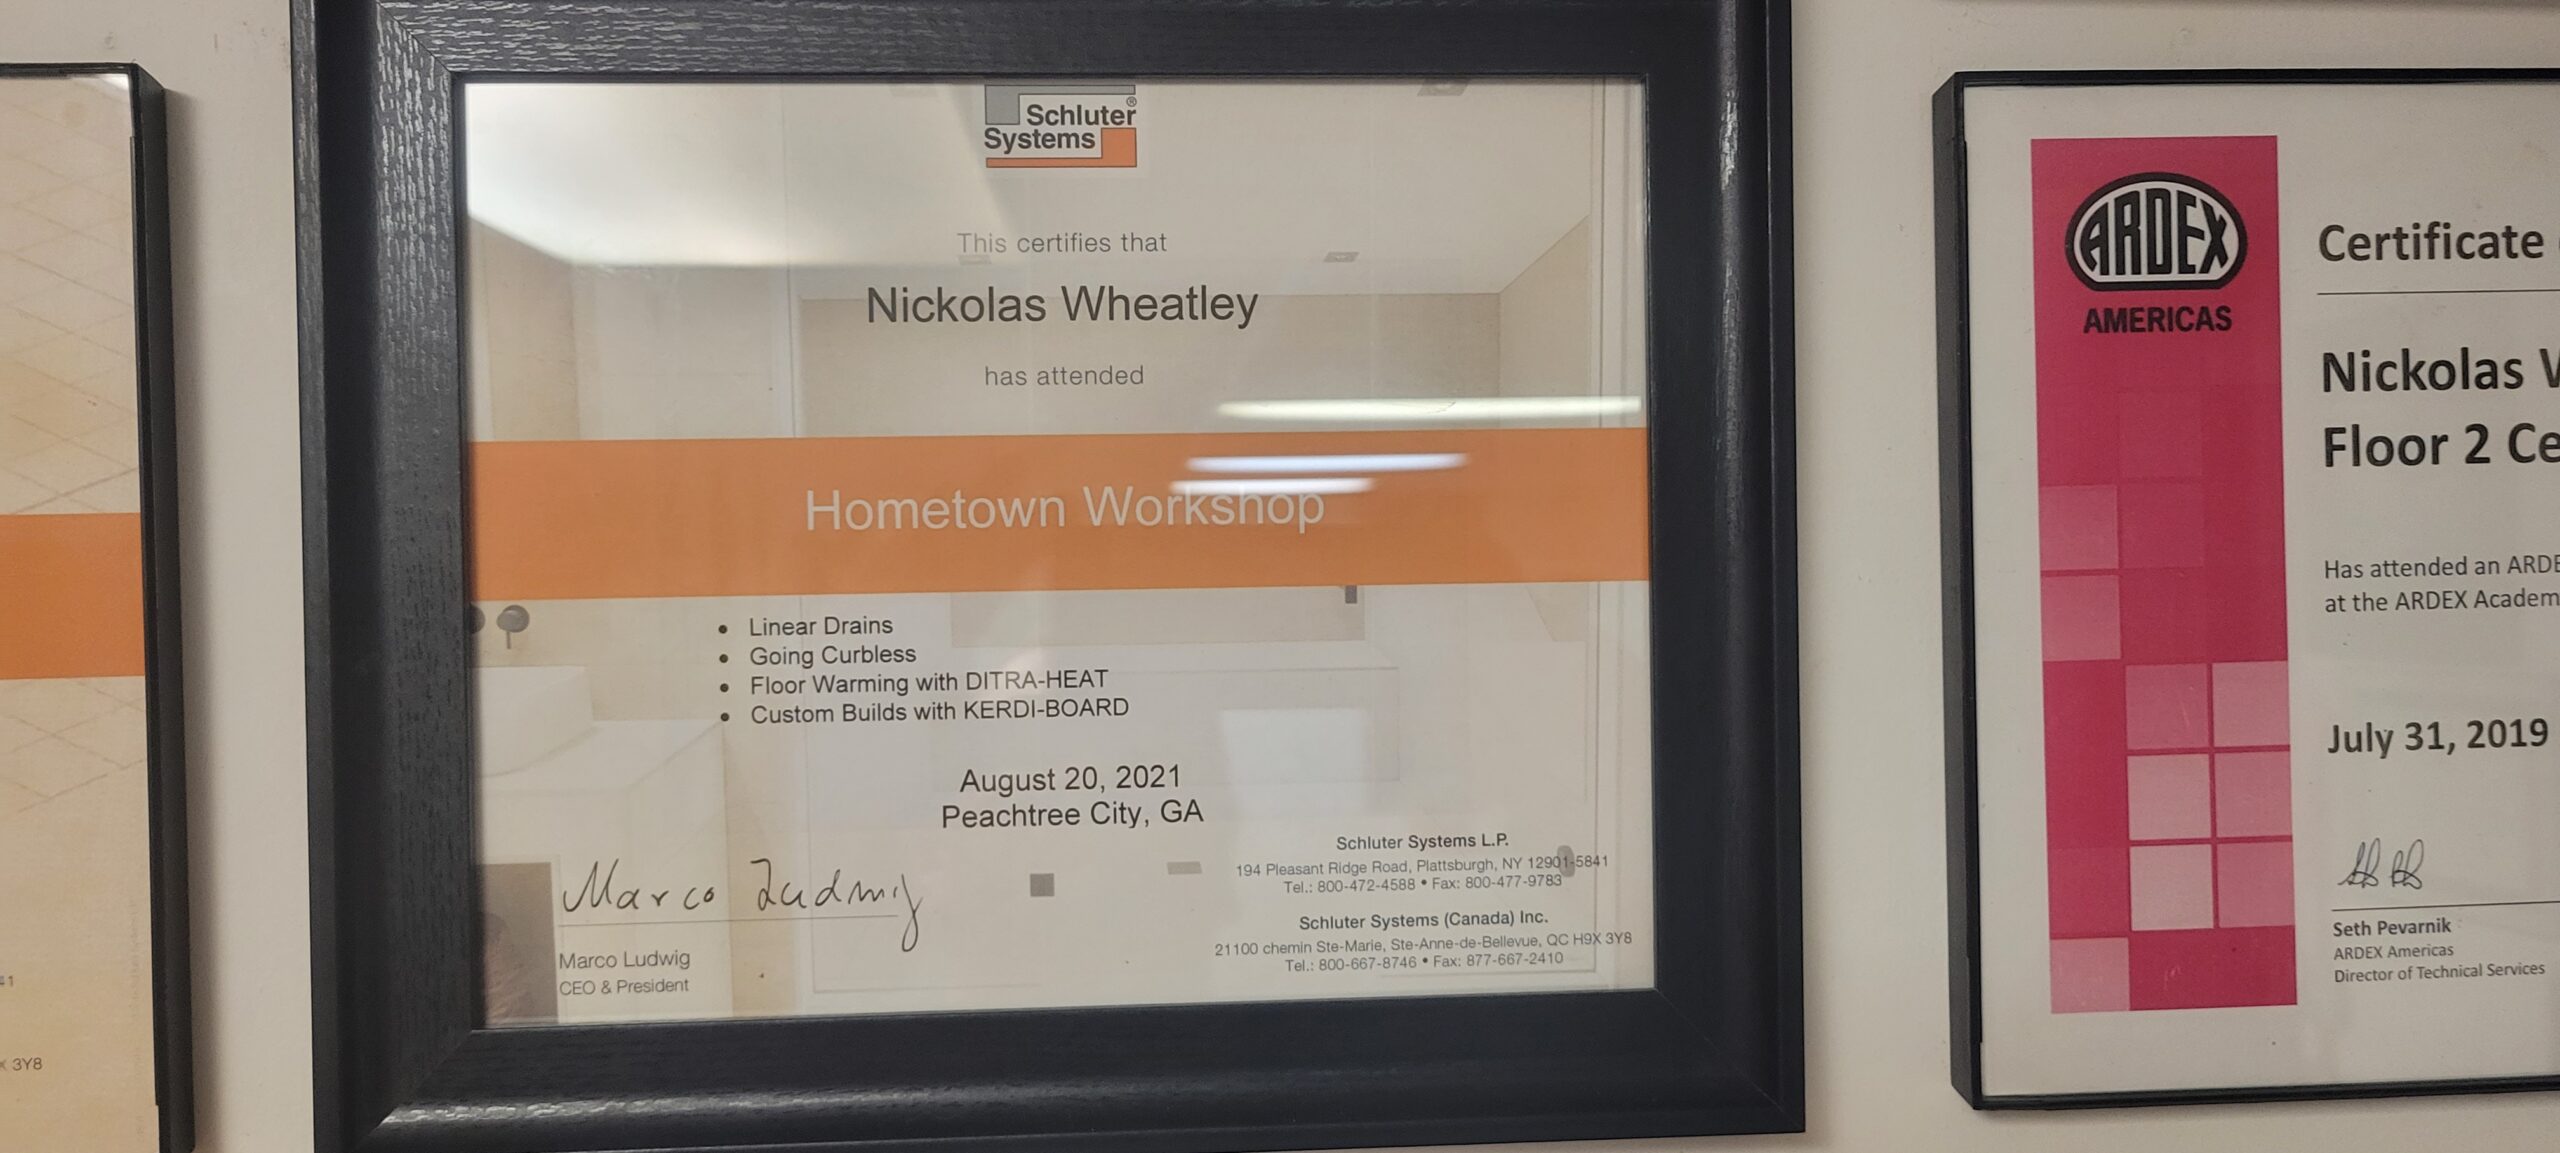 41
3Y8
Schluter®
Systems
This certifies that
Nickolas Wheatley
has attended
Hometown Workshop
• Linear Drains
• Going Curbless
• Floor Warming with DITRA-HEAT
• Custom Builds with KERDI-BOARD
August 20, 2021
Peachtree City, GA
Marco Ludwig
Marco Ludwig
CEO & President
Schluter Systems L.P.
194 Pleasant Ridge Road, Plattsburgh, NY 12901-5841
Tel.: 800-472-4588 • Fax: 800-477-9783
Schluter Systems (Canada) Inc.
21100 chemin Ste-Marie, Ste-Anne-de-Bellevue, QC H9X 3Y8
Tel.: 800-667-8746 • Fax: 877-667-2410
ARDEX
AMERICAS
Certificate
Nickolas
Floor 2 Ce
Has attended an ARDE
at the ARDEX Academ
July 31, 2019
Seth Pevarnik
ARDEX Americas
Director of Technical Services